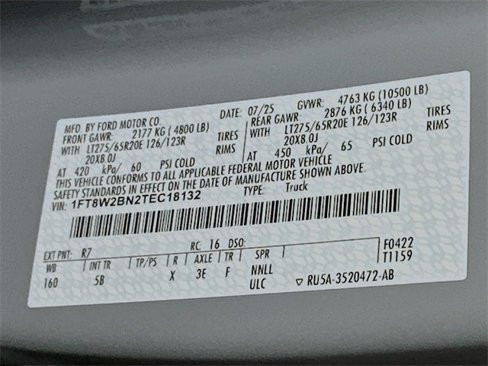 MFD. BY FORD MOTOR CO.
DATE: 07/25 GVWR: 4763 KG (10500 LB)
FRONT GAWR: 2177 KG ( 4800 LB) REAR GAWR: 2876 KG ( 6340 LB)
WITH LT275/65R20E 126/123R TIRES WITH LT275/65R20E 126/123R TIRES
20X8.0J RIMS 20X8.0J RIMS
AT 420 kPa/ 60 PSI COLD AT 450 kPa/ 65 PSI COLD
THIS VEHICLE CONFORMS TO ALL APPLICABLE FEDERAL MOTOR VEHICLE
SAFETY STANDARDS IN EFFECT ON THE DATE OF MANUFACTURE SHOWN ABOVE.
VIN: 1FT8W2BN2TEC18132 TYPE: Truck
EXT PNT: R7 RC: 16 DSO: F0422
WB INT TR TP/PS R AXLE TR SPR T1159
160 5B X 3E F NNLL
ULC ▽ RU5A-3520472-AB